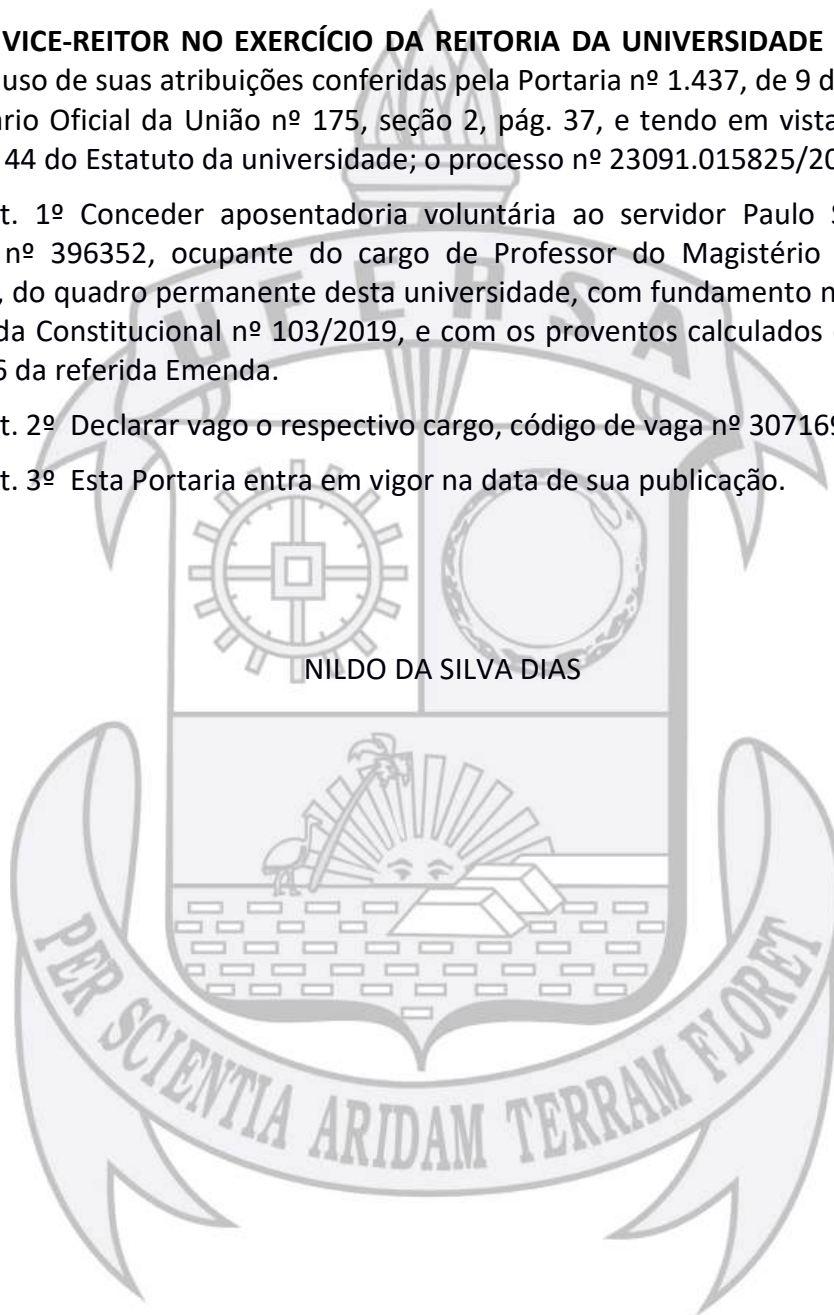 VICE-REITOR NO EXERCÍCIO DA REITORIA DA UNIVERSIDADE
uso de suas atribuições conferidas pela Portaria nº 1.437, de 9 d
ário Oficial da União nº 175, seção 2, pág. 37, e tendo em vista
44 do Estatuto da universidade; o processo nº 23091.015825/20
t. 1º Conceder aposentadoria voluntária ao servidor Paulo S
nº 396352, ocupante do cargo de Professor do Magistério
, do quadro permanente desta universidade, com fundamento n
da Constitucional nº 103/2019, e com os proventos calculados
6 da referida Emenda.
t. 2º Declarar vago o respectivo cargo, código de vaga nº 307169
t. 3º Esta Portaria entra em vigor na data de sua publicação.
UFERSA
NILDO DA SILVA DIAS
PER SCIENTIA ARIDAM TERRAM FLORET